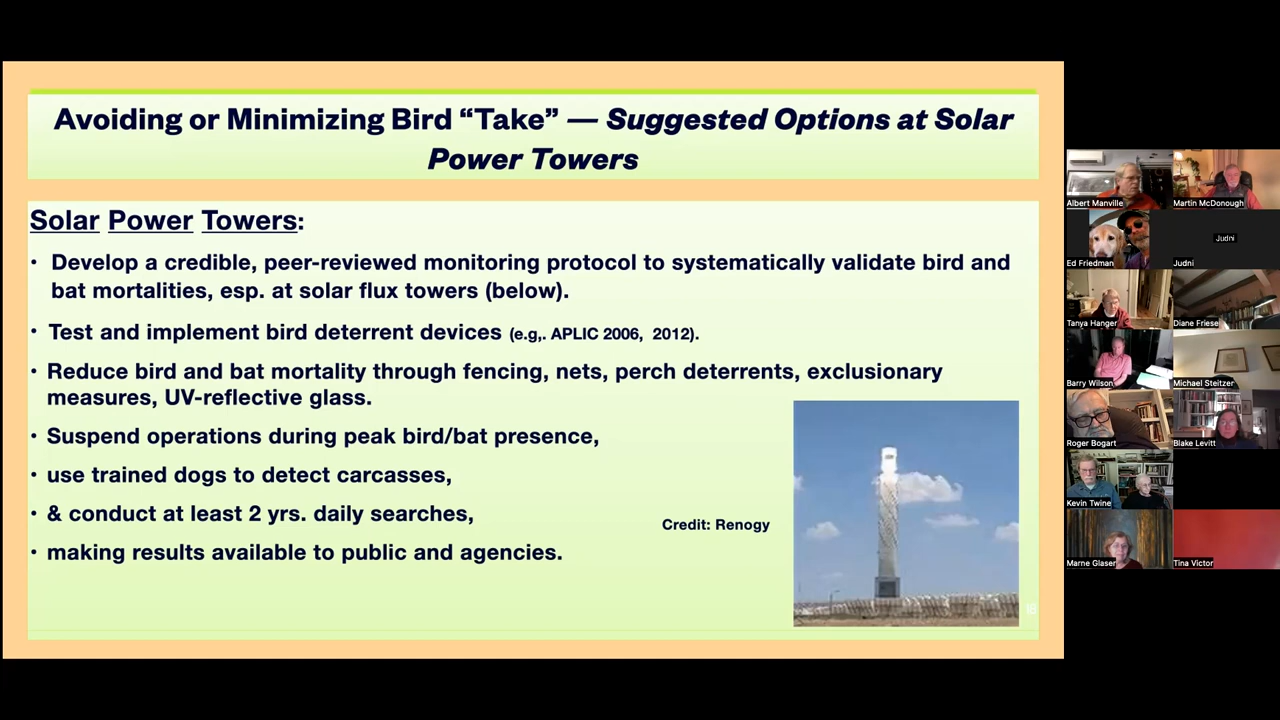 Avoiding or Minimizing Bird “Take” — Suggested Options at Solar
Power Towers
Solar Power Towers:
• Develop a credible, peer-reviewed monitoring protocol to systematically validate bird and
bat mortalities, esp. at solar flux towers (below).
• Test and implement bird deterrent devices (e.g,. APLIC 2006, 2012).
• Reduce bird and bat mortality through fencing, nets, perch deterrents, exclusionary
measures, UV-reflective glass.
• Suspend operations during peak bird/bat presence,
• use trained dogs to detect carcasses,
• & conduct at least 2 yrs. daily searches,
• making results available to public and agencies.
Credit: Renogy
18
Albert Manville
Martin McDonough
Ed Friedman
Judni
Judni
Tanya Hanger
Diane Friese
Barry Wilson
Michael Steitzer
Roger Bogart
Blake Levitt
Kevin Twine
Marne Glaser
Tina Victor